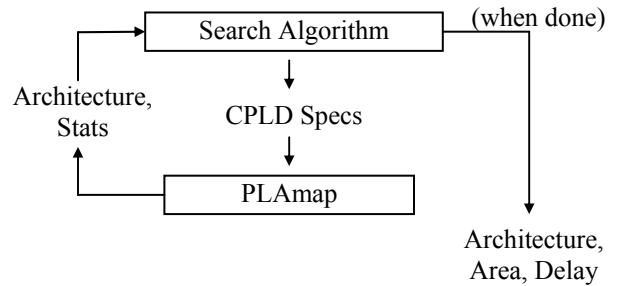 Search Algorithm
(when done)
Architecture,
Stats
CPLD Specs
PLAmap
Architecture,
Area, Delay